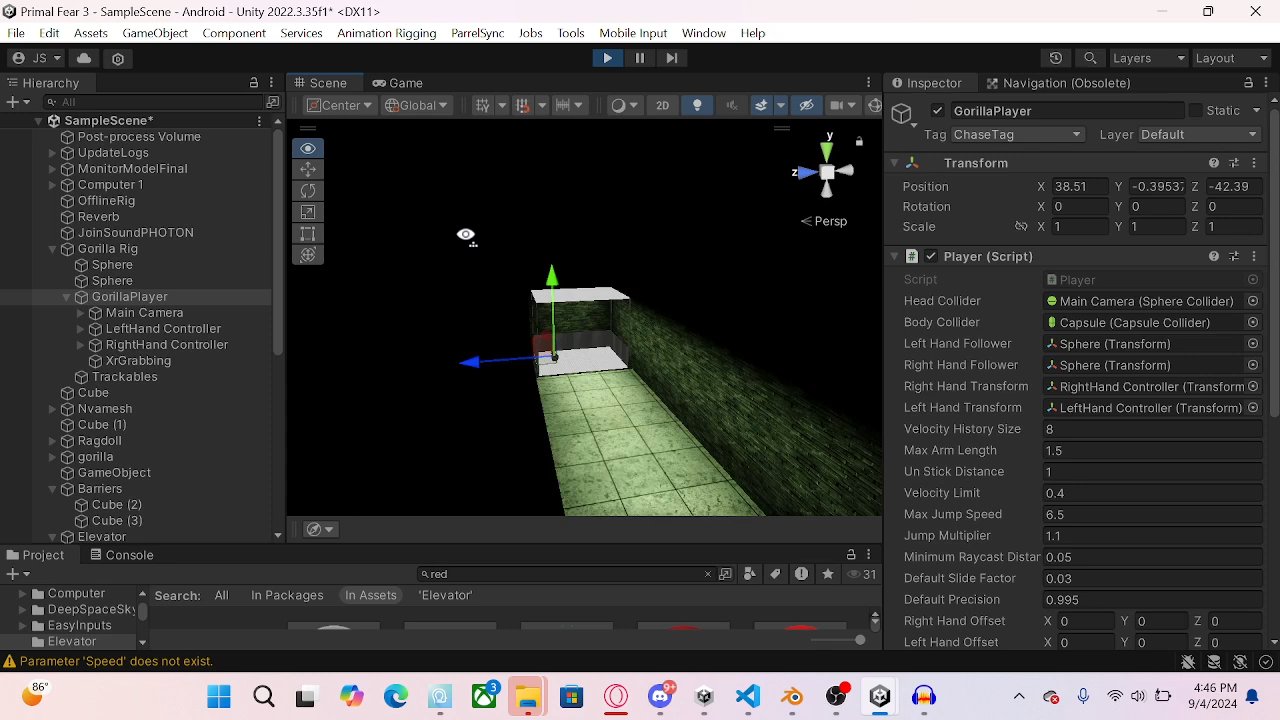 Primal Fear 3 - SampleScene - Android - Unity 2022.3.35f1* <DX11>
File Edit Assets GameObject Component Services Animation Rigging ParrelSync Jobs Tools Mobile Input Window Help
JS Layers Layout
Hierarchy Scene Game Inspector Navigation (Obsolete)
All Center Global 2D GorillaPlayer Static
SampleScene* Tag ChaseTag Layer Default
Post-process Volume
UpdateLogs y Transform
MonitorModelFinal z
Computer 1 Position X 38.51 Y -0.39537 Z -42.39
OfflineRig Rotation X 0 Y 0 Z 0
Reverb < Persp Scale X 1 Y 1 Z 1
JoinSoundPHOTON
Gorilla Rig # Player (Script)
Sphere Script Player
Sphere Head Collider Main Camera (Sphere Collider)
GorillaPlayer Body Collider Capsule (Capsule Collider)
Main Camera Left Hand Follower Sphere (Transform)
LeftHand Controller Right Hand Follower Sphere (Transform)
RightHand Controller Right Hand Transform RightHand Controller (Transform
XrGrabbing Left Hand Transform LeftHand Controller (Transform)
Trackables Velocity History Size 8
Cube Max Arm Length 1.5
Nvamesh Un Stick Distance 1
Cube (1) Velocity Limit 0.4
Ragdoll Max Jump Speed 6.5
gorilla Jump Multiplier 1.1
GameObject Minimum Raycast Distan 0.05
Barriers Default Slide Factor 0.03
Cube (2) Default Precision 0.995
Cube (3) Right Hand Offset X 0 Y 0 Z 0
Elevator Left Hand Offset X 0 Y 0 Z 0
Project Console
red 31
Computer Search: All In Packages In Assets 'Elevator'
DeepSpaceSky
EasyInputs
Elevator
Parameter 'Speed' does not exist.
86° 3 9+ 4:46 PM
9/4/2024